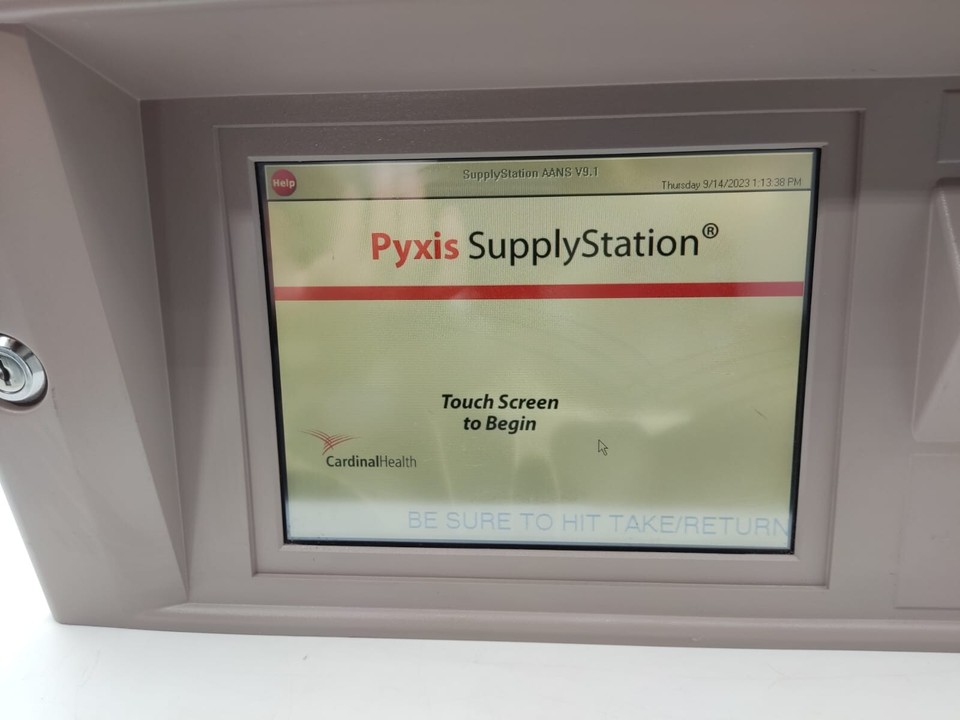 Help
SupplyStation AANS V9.1
Thursday 9/14/2023 1:13:38 PM
Pyxis SupplyStation®
Touch Screen
to Begin
CardinalHealth
BE SURE TO HIT TAKE/RETURN